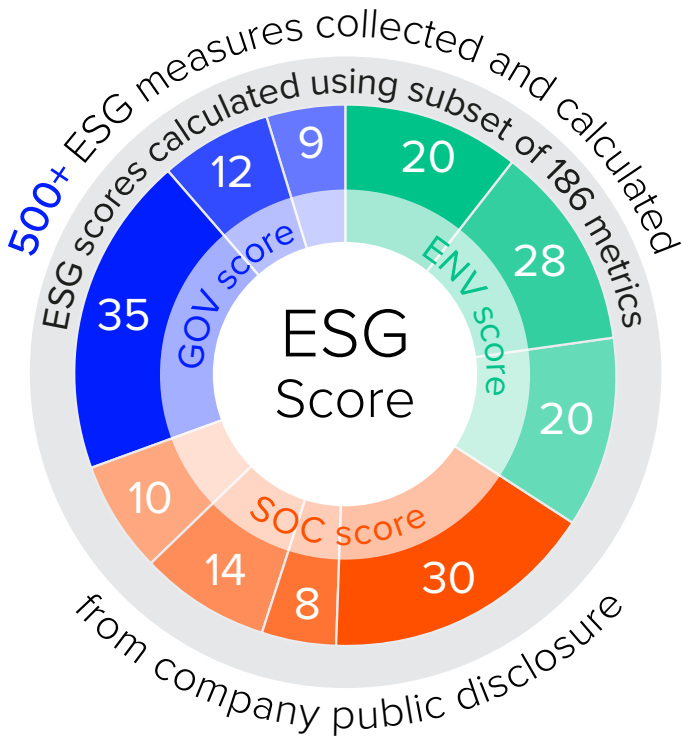 500+ ESG measures collected and calculated
ESG scores calculated using subset of 186 metrics
9
20
12
28
35
20
10
14
8
30
GOV score
ENV score
SOC score
ESG
Score
from company public disclosure